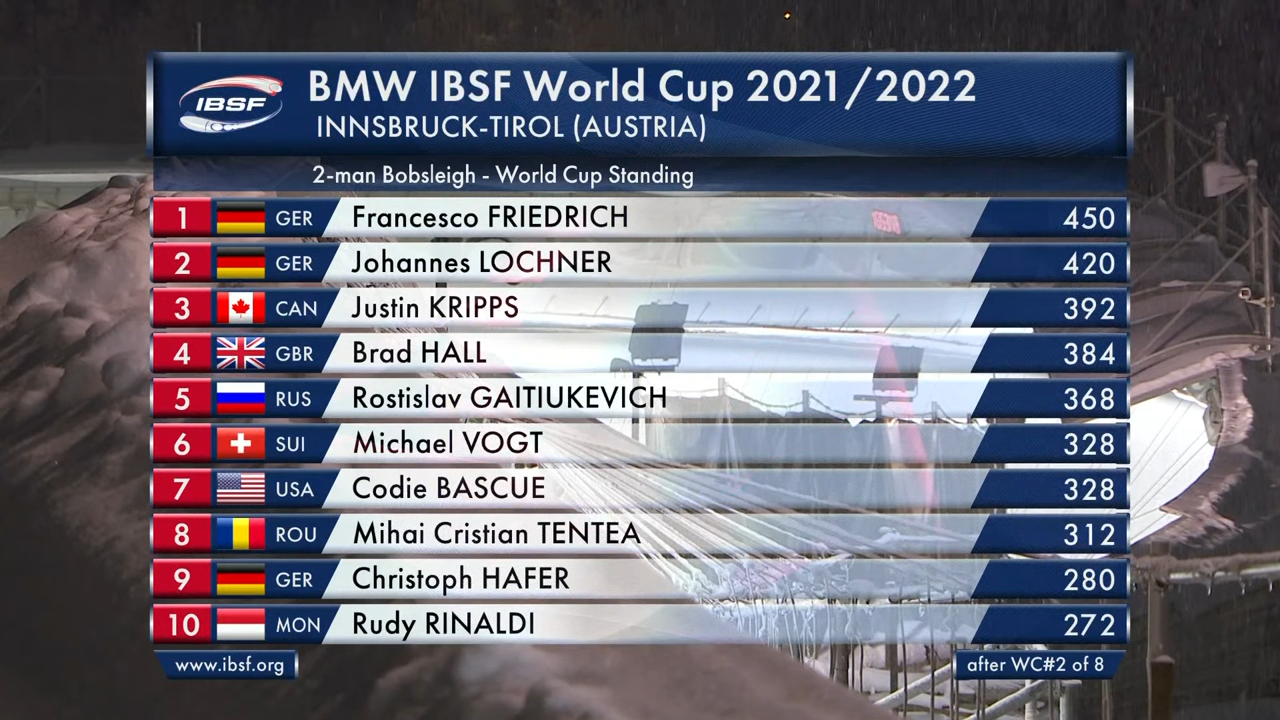 IBSF
BMW IBSF World Cup 2021/2022
INNSBRUCK-TIROL (AUSTRIA)
2-man Bobsleigh - World Cup Standing
1 GER Francesco FRIEDRICH 450
2 GER Johannes LOCHNER 420
3 CAN Justin KRIPPS 392
4 GBR Brad HALL 384
5 RUS Rostislav GAITIUKEVICH 368
6 SUI Michael VOGT 328
7 USA Codie BASCUE 328
8 ROU Mihai Cristian TENTEA 312
9 GER Christoph HAFER 280
10 MON Rudy RINALDI 272
www.ibsf.org after WC#2 of 8